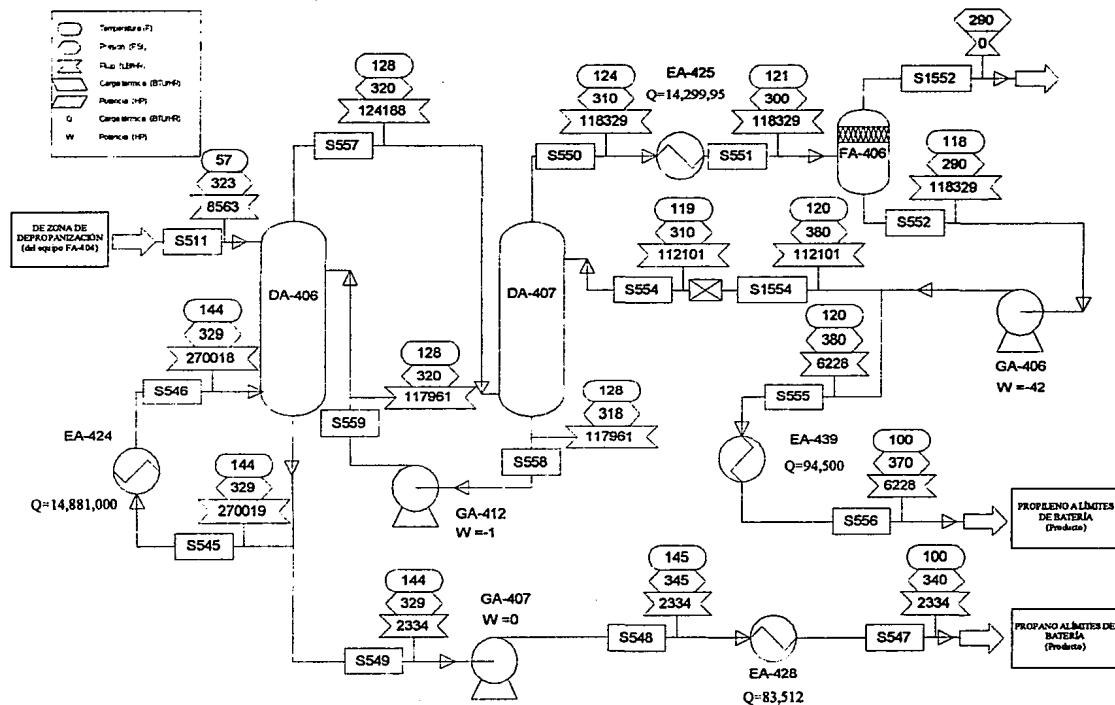 Temperatura (F)
Presion (PSI),
Flujo (LB/HR).
Carga termica (BTU/HR)
Potencia (HP)
Q Carga termica (BTU/HR)
W Potencia (HP)
57
323
8563
DE ZONA DE
DEPROPANIZACIÓN
(del equipo FA-404)
S511
128
320
124188
S557
DA-406
144
329
270018
S546
EA-424
Q=14,881,000
144
329
270019
S545
128
320
117961
S559
GA-412
W =-1
128
318
117961
S558
DA-407
124
310
118329
S550
EA-425
Q=14,299,95
121
300
118329
S551
FA-406
290
0
S1552
118
290
118329
S552
119
310
112101
S554
120
380
112101
S1554
GA-406
W =-42
120
380
6228
S555
EA-439
Q=94,500
100
370
6228
S556
PROPILENO A LÍMITES
DE BATERÍA
(Producto)
144
329
2334
S549
GA-407
W =0
145
345
2334
S548
EA-428
Q=83,512
100
340
2334
S547
PROPANO ALÍMITES DE
BATERÍA
(Producto)